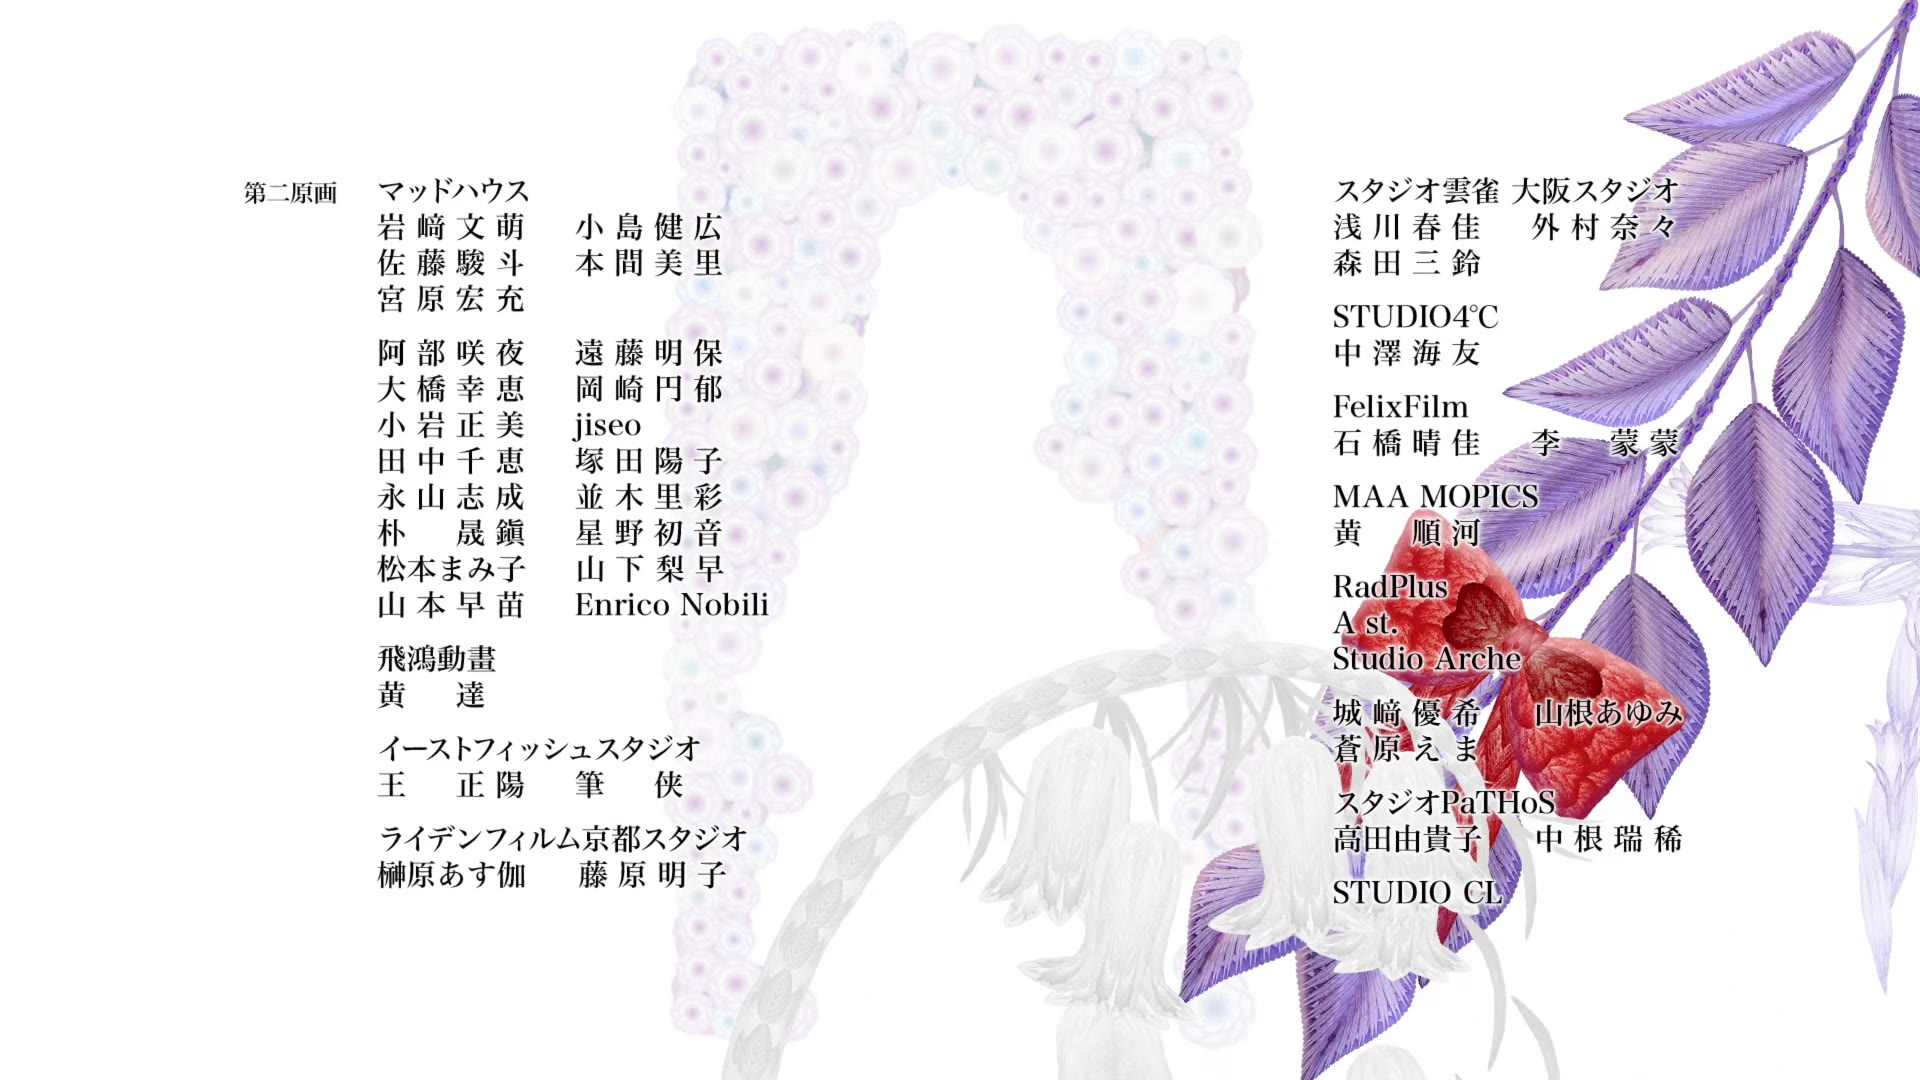 第二原画 マッドハウス
岩﨑文萌 小島健広
佐藤駿斗 本間美里
宮原宏充
阿部咲夜 遠藤明保
大橋幸恵 岡崎円郁
小岩正美 jiseo
田中千恵 塚田陽子
永山志成 並木里彩
朴晟鎭 星野初音
松本まみ子 山下梨早
山本早苗 Enrico Nobili
飛鴻動畫
黄達
イーストフィッシュスタジオ
王正陽 筆侠
ライデンフィルム京都スタジオ
榊原あす伽 藤原明子
スタジオ雲雀 大阪スタジオ
浅川春佳 外村奈々
森田三鈴
STUDIO4℃
中澤海友
FelixFilm
石橋晴佳 李蒙蒙
MAA MOPICS
黄順河
RadPlus
A st.
Studio Arche
城﨑優希 山根あゆみ
蒼原えま
スタジオPaTHoS
高田由貴子 中根瑞稀
STUDIO CL